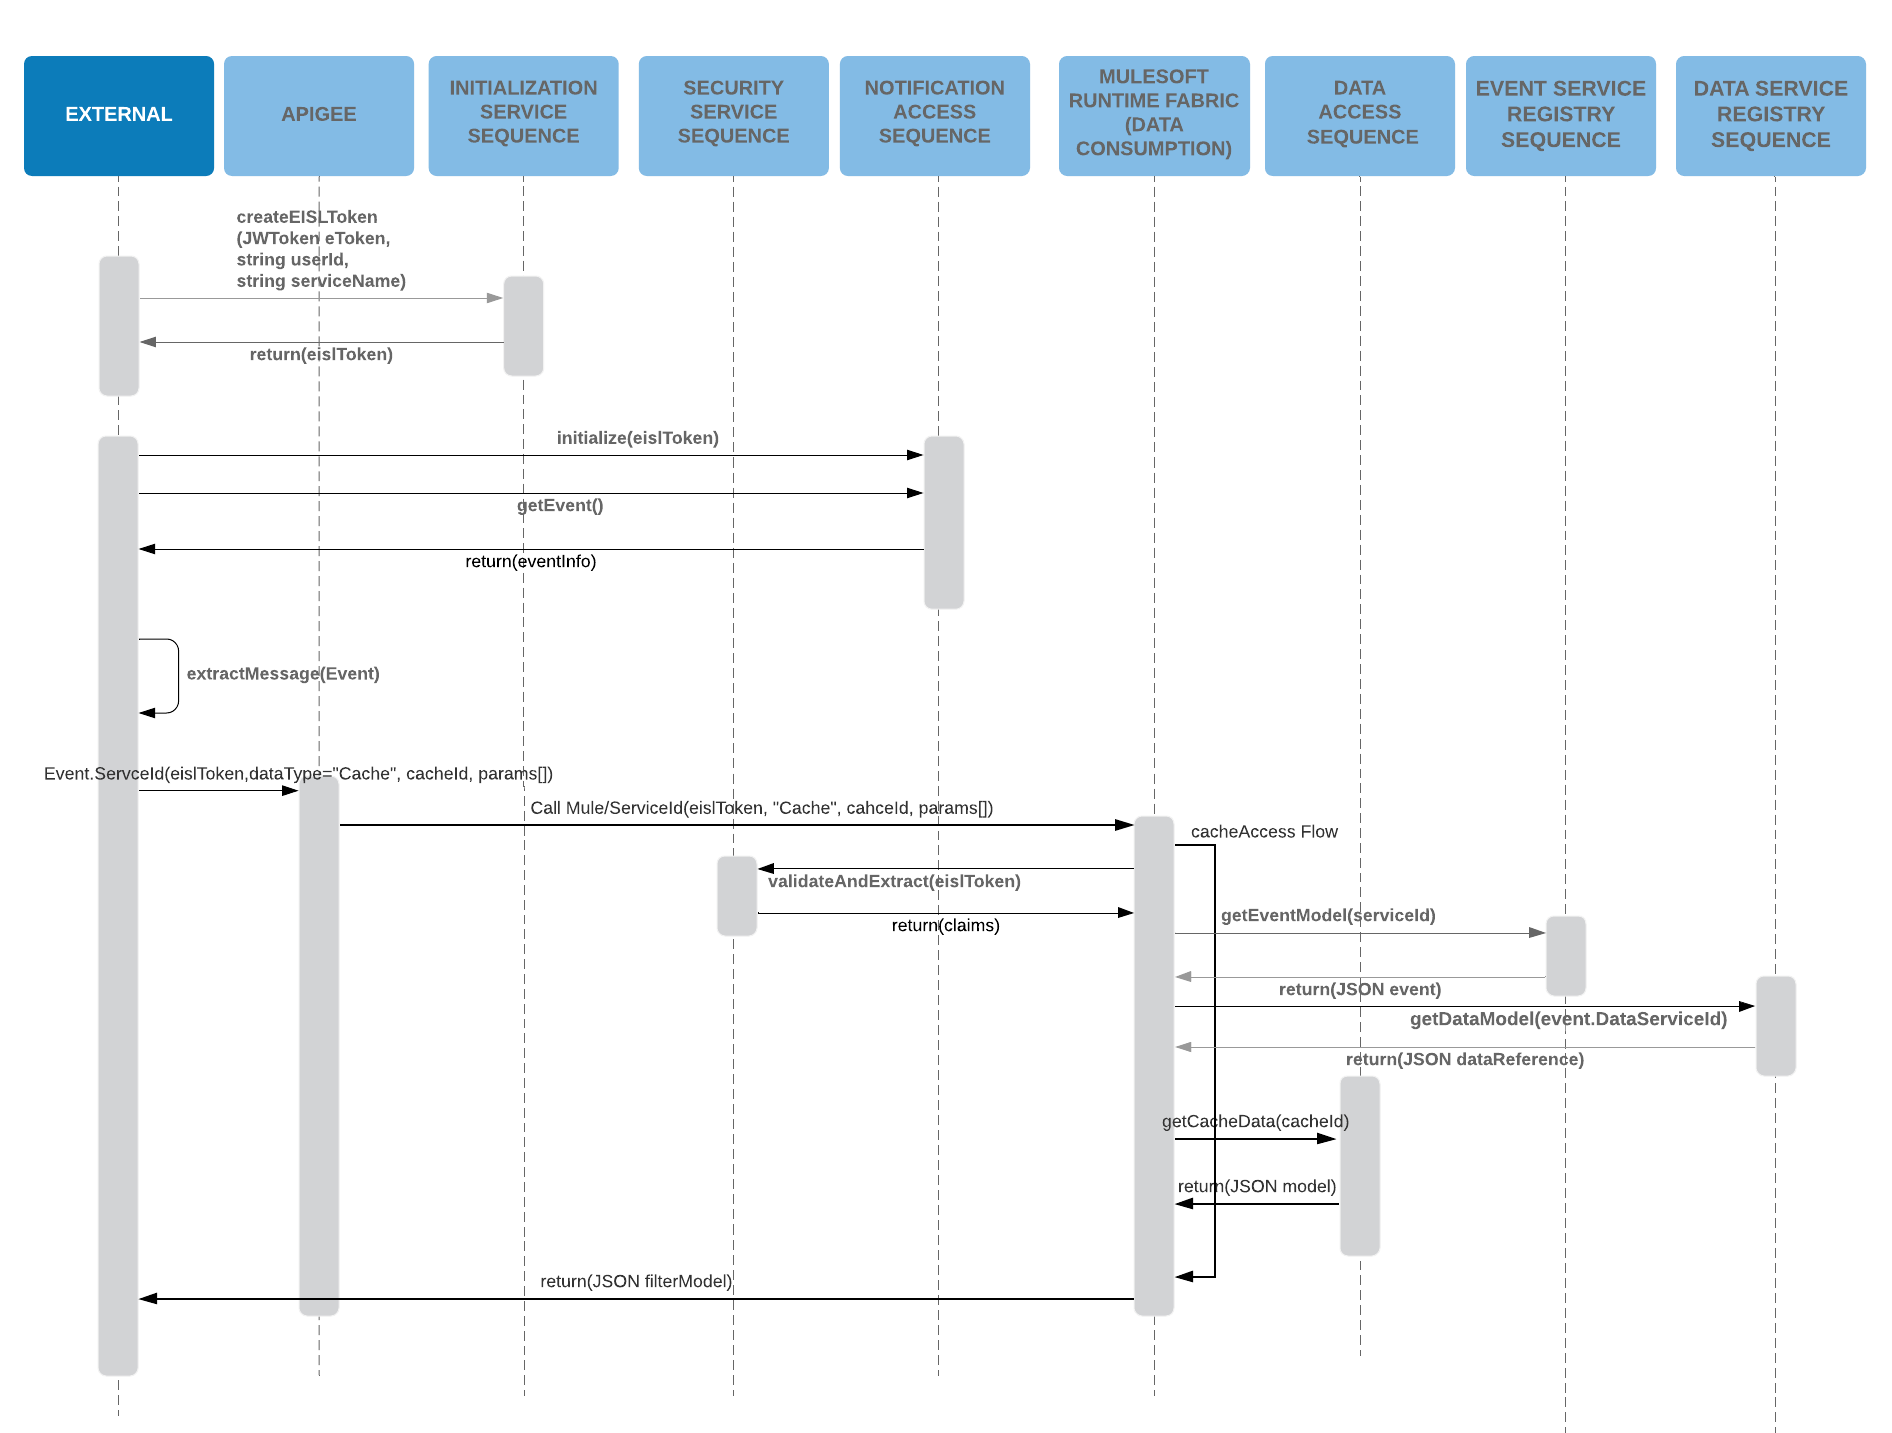 EXTERNAL
APIGEE
INITIALIZATION
SERVICE
SEQUENCE
SECURITY
SERVICE
SEQUENCE
NOTIFICATION
ACCESS
SEQUENCE
MULESOFT
RUNTIME FABRIC
(DATA
CONSUMPTION)
DATA
ACCESS
SEQUENCE
EVENT SERVICE
REGISTRY
SEQUENCE
DATA SERVICE
REGISTRY
SEQUENCE
createEISLToken
(JWToken eToken,
string userId,
string serviceName)
return(eislToken)
initialize(eislToken)
getEvent()
return(eventInfo)
extractMessage(Event)
Event.ServceId(eislToken,dataType="Cache", cacheId, params[])
Call Mule/ServiceId(eislToken, "Cache", cahceId, params[])
cacheAccess Flow
validateAndExtract(eislToken)
return(claims)
getEventModel(serviceId)
return(JSON event)
getDataModel(event.DataServiceId)
return(JSON dataReference)
getCacheData(cacheId)
return(JSON model)
return(JSON filterModel)